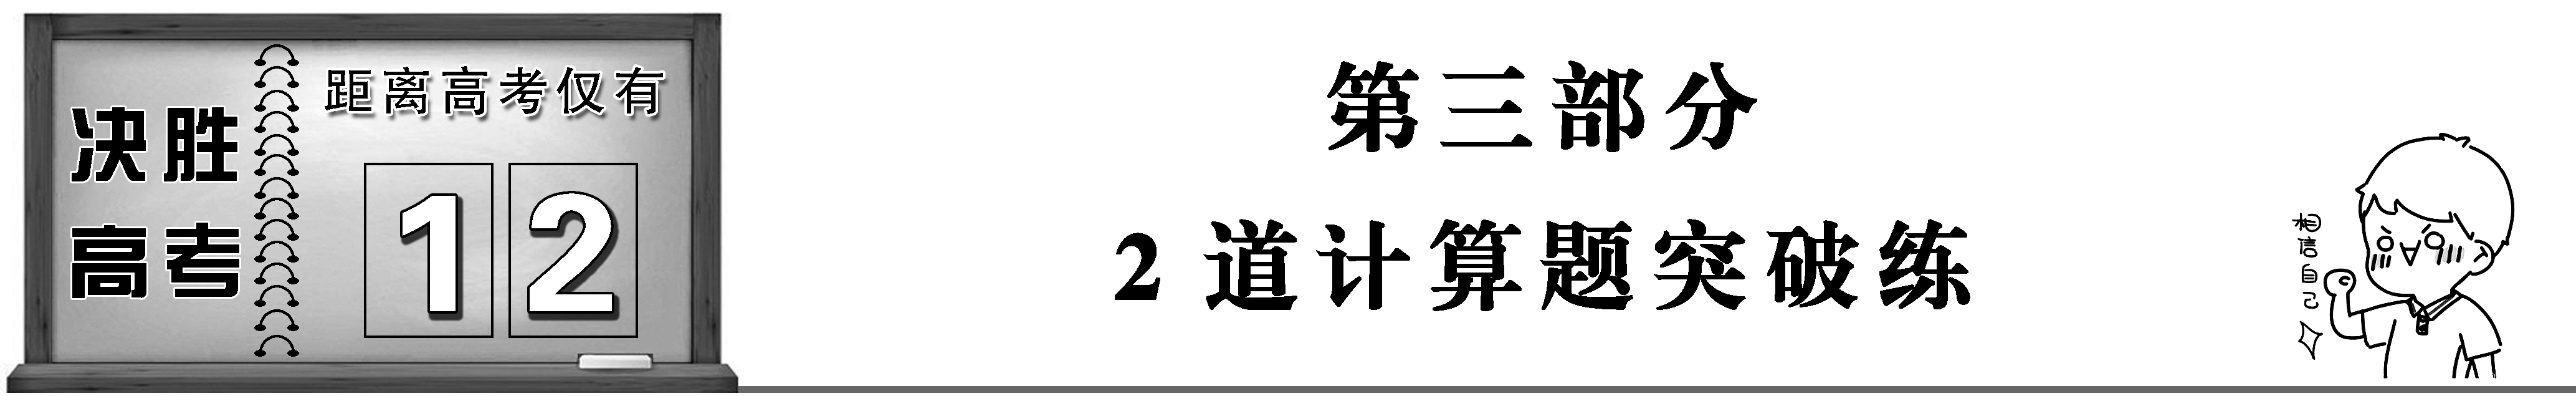 决胜
高考
距离高考仅有
12
第三部分
2道计算题突破练
相信自己